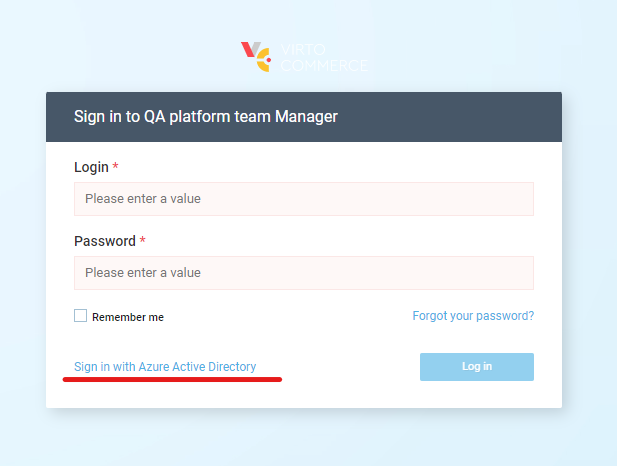 VIRTO
COMMERCE
Sign in to QA platform team Manager
Login *
Please enter a value
Password *
Please enter a value
Remember me
Forgot your password?
Sign in with Azure Active Directory
Log in